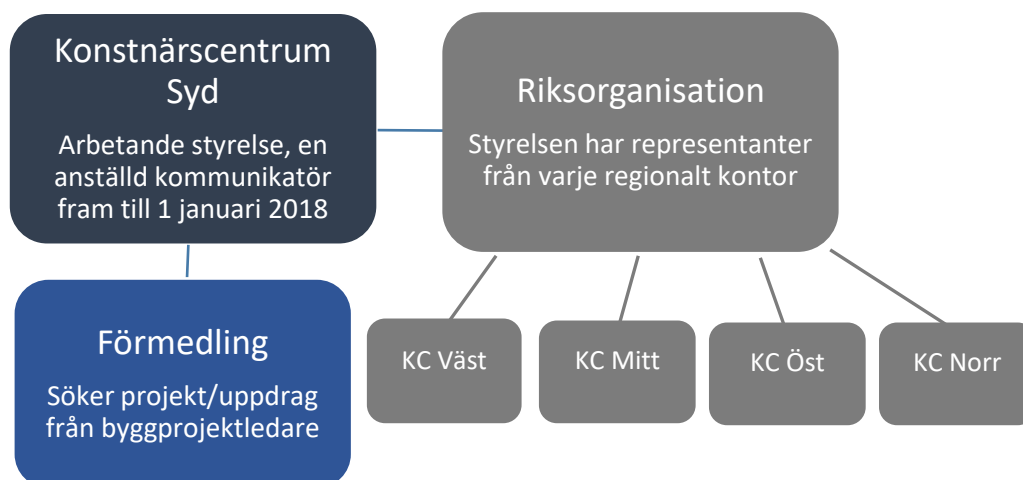 Konstnärscentrum
Syd
Arbetande styrelse, en
anställd kommunikatör
fram till 1 januari 2018
Riksorganisation
Styrelsen har representanter
från varje regionalt kontor
Förmedling
Söker projekt/uppdrag
från byggprojektledare
KC Väst
KC Mitt
KC Öst
KC Norr